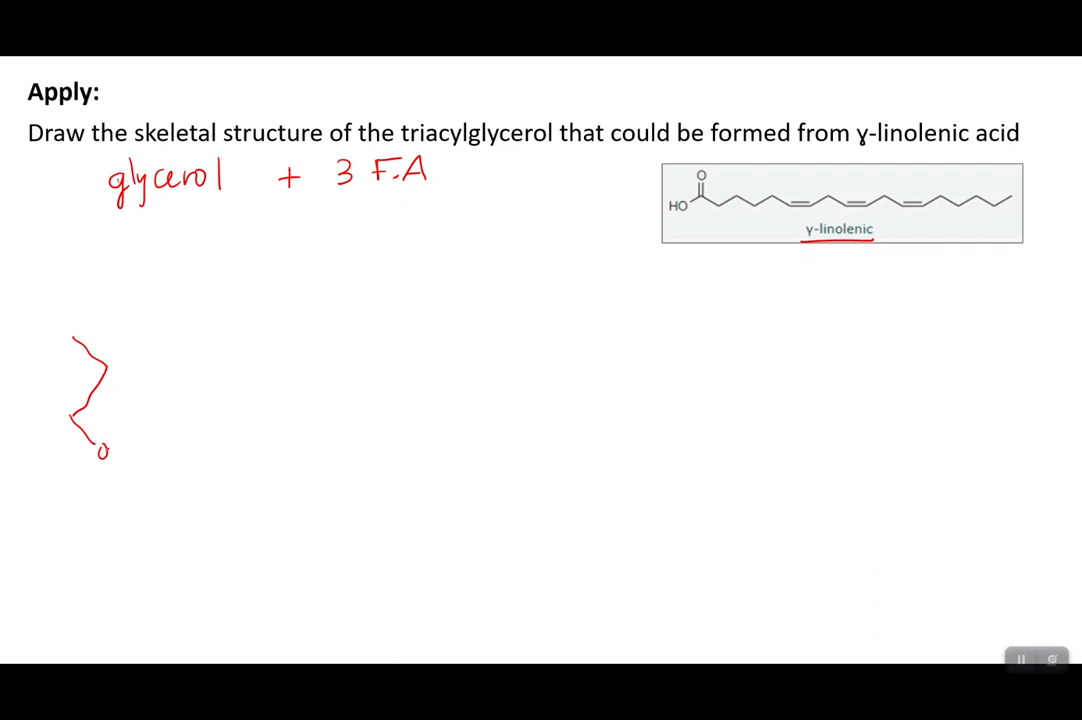 Apply:
Draw the skeletal structure of the triacylglycerol that could be formed from ɣ-linolenic acid
glycerol + 3 F.A
O
HO
γ-linolenic
O